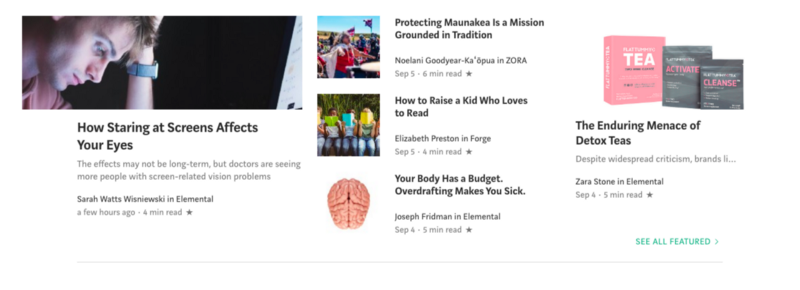 How Staring at Screens Affects
Your Eyes
The effects may not be long-term, but doctors are seeing
more people with screen-related vision problems
Sarah Watts Wisniewski in Elemental
a few hours ago · 4 min read ★
Protecting Maunakea Is a Mission
Grounded in Tradition
Noelani Goodyear-Kaʻōpua in ZORA
Sep 5 · 6 min read ★
How to Raise a Kid Who Loves
to Read
Elizabeth Preston in Forge
Sep 5 · 4 min read ★
Your Body Has a Budget.
Overdrafting Makes You Sick.
Joseph Fridman in Elemental
Sep 4 · 5 min read ★
FLATTUMMYTEA
TEA
FLATTUMMYTEA
ACTIVATE
FLATTUMMYTEA
CLEANSE
The Enduring Menace of
Detox Teas
Despite widespread criticism, brands li...
Zara Stone in Elemental
Sep 4 · 5 min read ★
SEE ALL FEATURED >